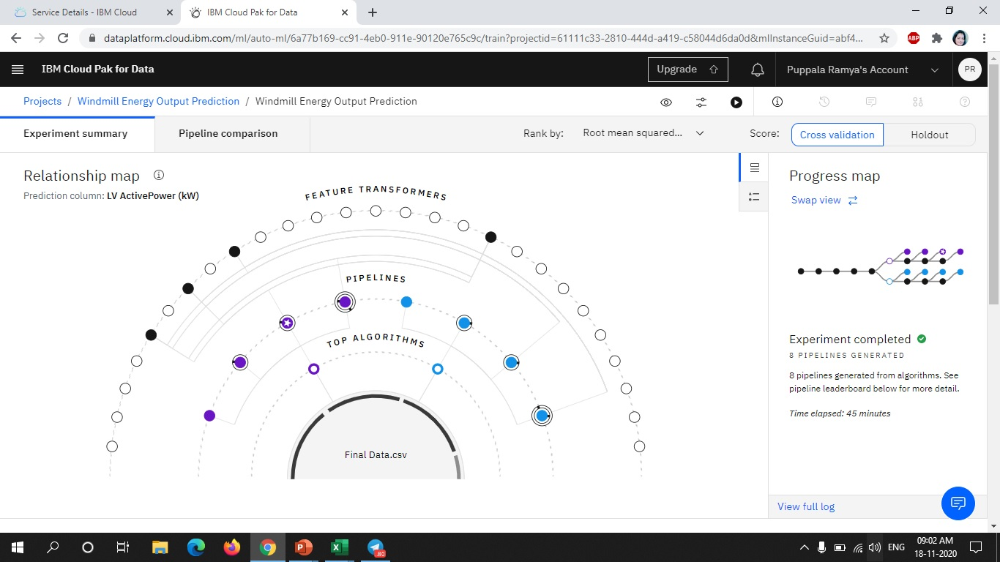 Service Details - IBM Cloud
IBM Cloud Pak for Data
dataplatform.cloud.ibm.com/ml/auto-ml/6a77b169-cc91-4eb0-911e-90120e765c9c/train?projectid=61111c33-2810-444d-a419-c58044d6da0d&mlInstanceGuid=abf4...
ABP
IBM Cloud Pak for Data
Upgrade
Puppala Ramya's Account
PR
Projects / Windmill Energy Output Prediction / Windmill Energy Output Prediction
Experiment summary
Pipeline comparison
Rank by: Root mean squared...
Score: Cross validation Holdout
Relationship map
Prediction column: LV ActivePower (kW)
FEATURE TRANSFORMERS
PIPELINES
TOP ALGORITHMS
Final Data.csv
Progress map
Swap view
Experiment completed
8 PIPELINES GENERATED
8 pipelines generated from algorithms. See
pipeline leaderboard below for more detail.
Time elapsed: 45 minutes
View full log
80
ENG
09:02 AM
18-11-2020